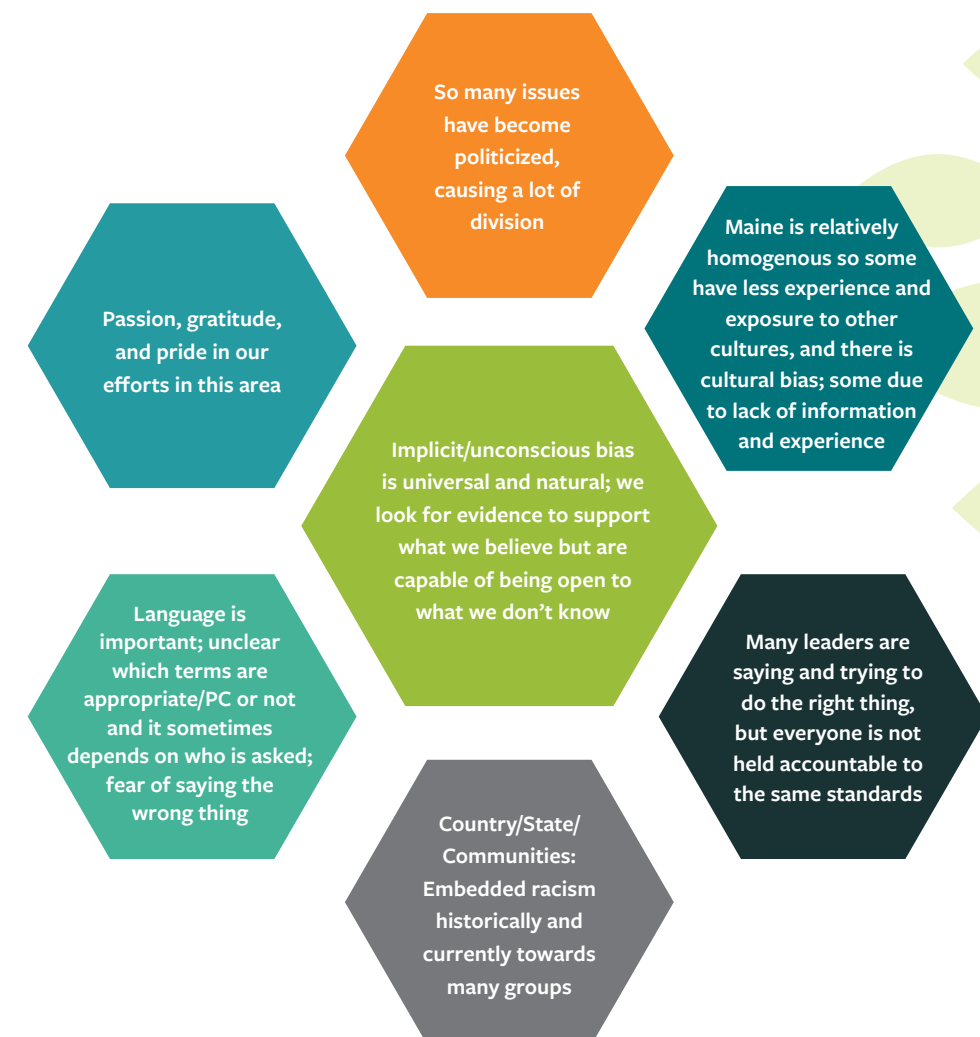 So many issues
have become
politicized,
causing a lot of
division
Maine is relatively
homogenous so some
have less experience and
exposure to other
cultures, and there is
cultural bias; some due
to lack of information
and experience
Passion, gratitude,
and pride in our
efforts in this area
Implicit/unconscious bias
is universal and natural; we
look for evidence to support
what we believe but are
capable of being open to
what we don’t know
Language is
important; unclear
which terms are
appropriate/PC or not
and it sometimes
depends on who is asked;
fear of saying the
wrong thing
Many leaders are
saying and trying to
do the right thing,
but everyone is not
held accountable to
the same standards
Country/State/
Communities:
Embedded racism
historically and
currently towards
many groups